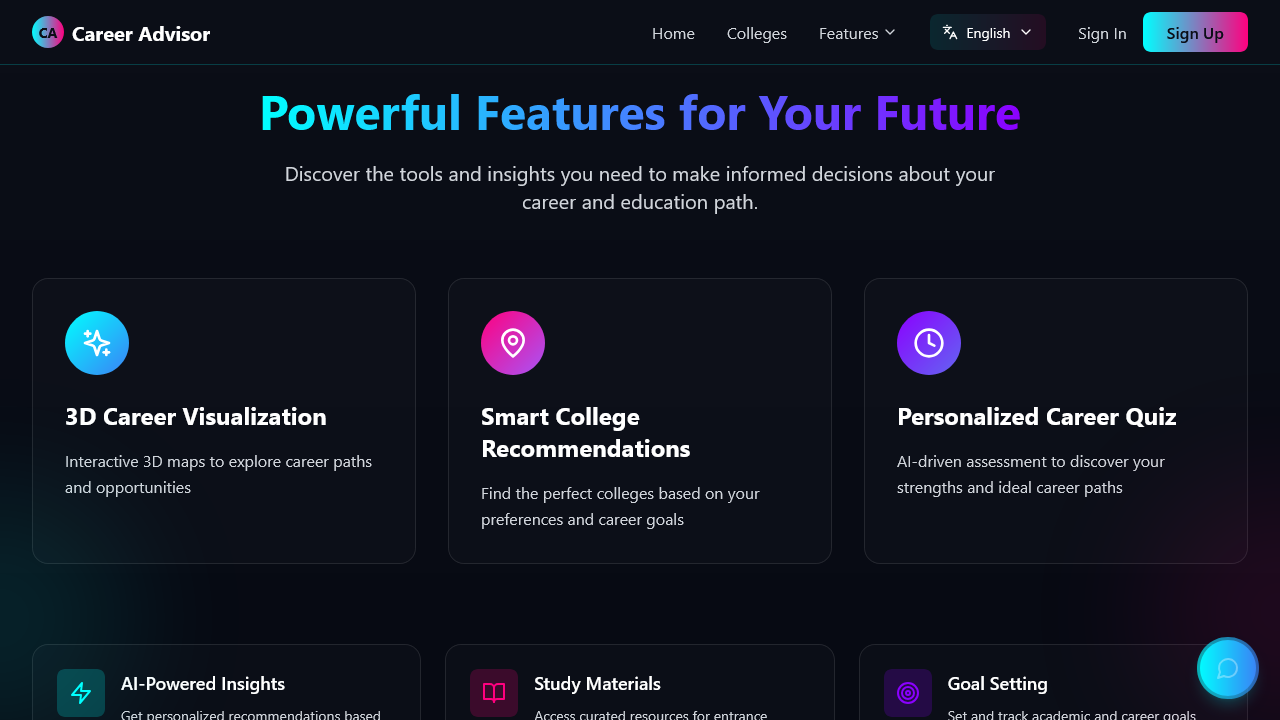 CA Career Advisor
Home
Colleges
Features
English
Sign In
Sign Up
Powerful Features for Your Future
Discover the tools and insights you need to make informed decisions about your
career and education path.
3D Career Visualization
Interactive 3D maps to explore career paths
and opportunities
Smart College
Recommendations
Find the perfect colleges based on your
preferences and career goals
Personalized Career Quiz
AI-driven assessment to discover your
strengths and ideal career paths
AI-Powered Insights
Get personalized recommendations based
Study Materials
Access curated resources for entrance
Goal Setting
Set and track academic and career goals